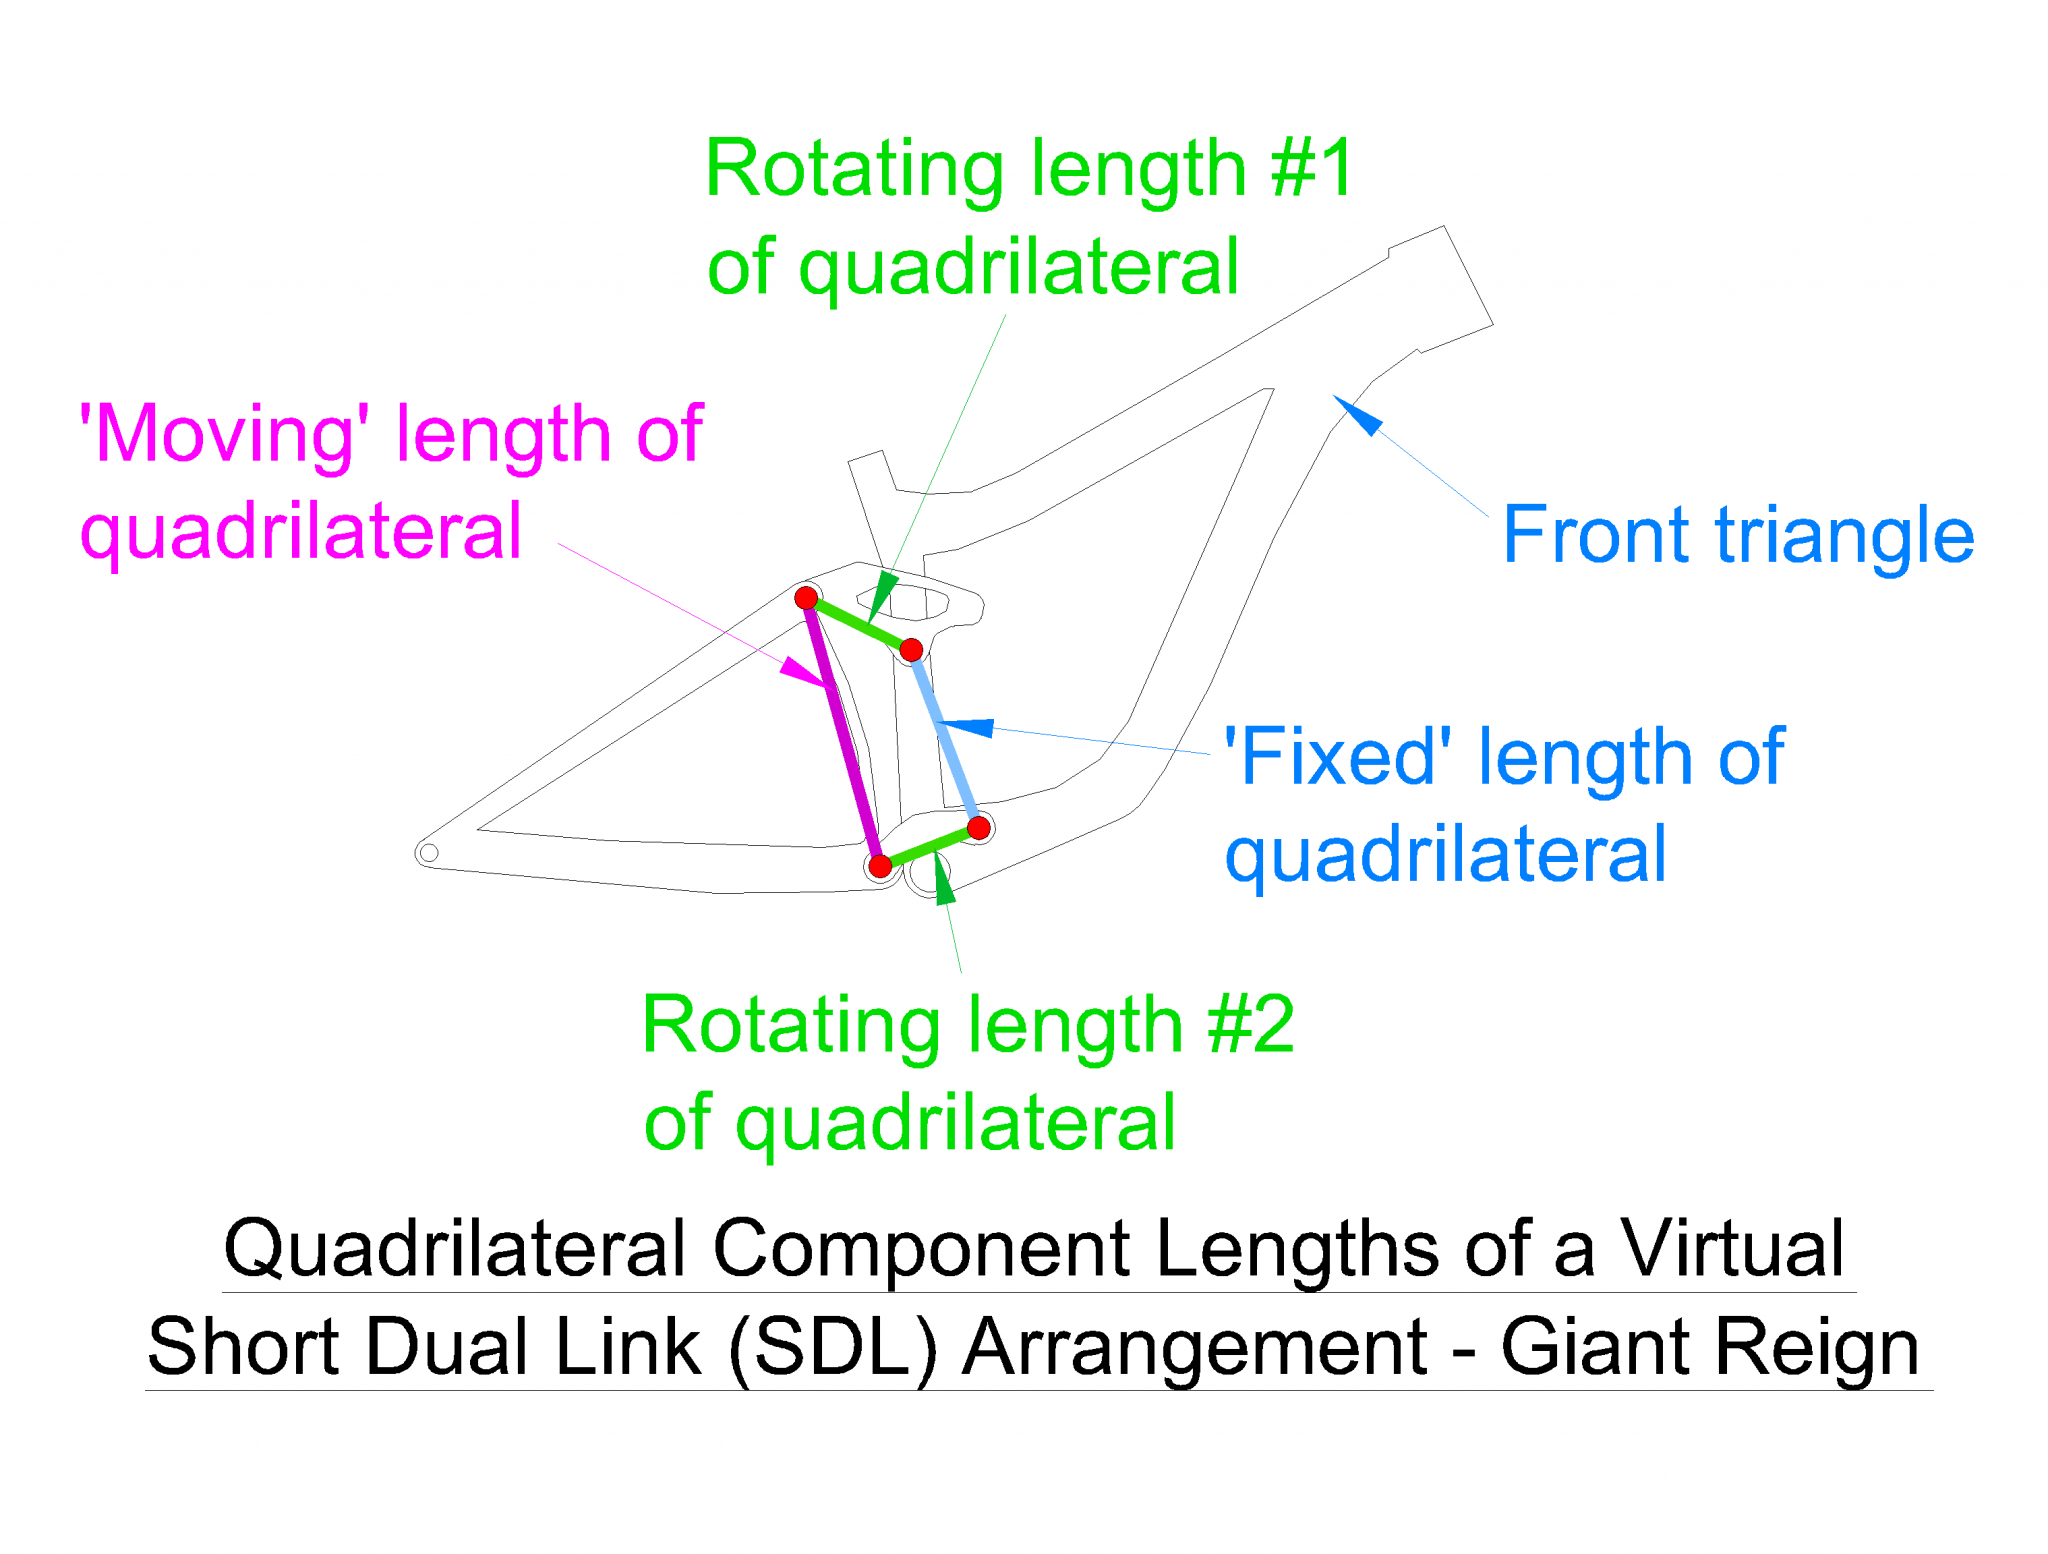 Rotating length #1
of quadrilateral
'Moving' length of
quadrilateral
Front triangle
'Fixed' length of
quadrilateral
Rotating length #2
of quadrilateral
Quadrilateral Component Lengths of a Virtual
Short Dual Link (SDL) Arrangement - Giant Reign